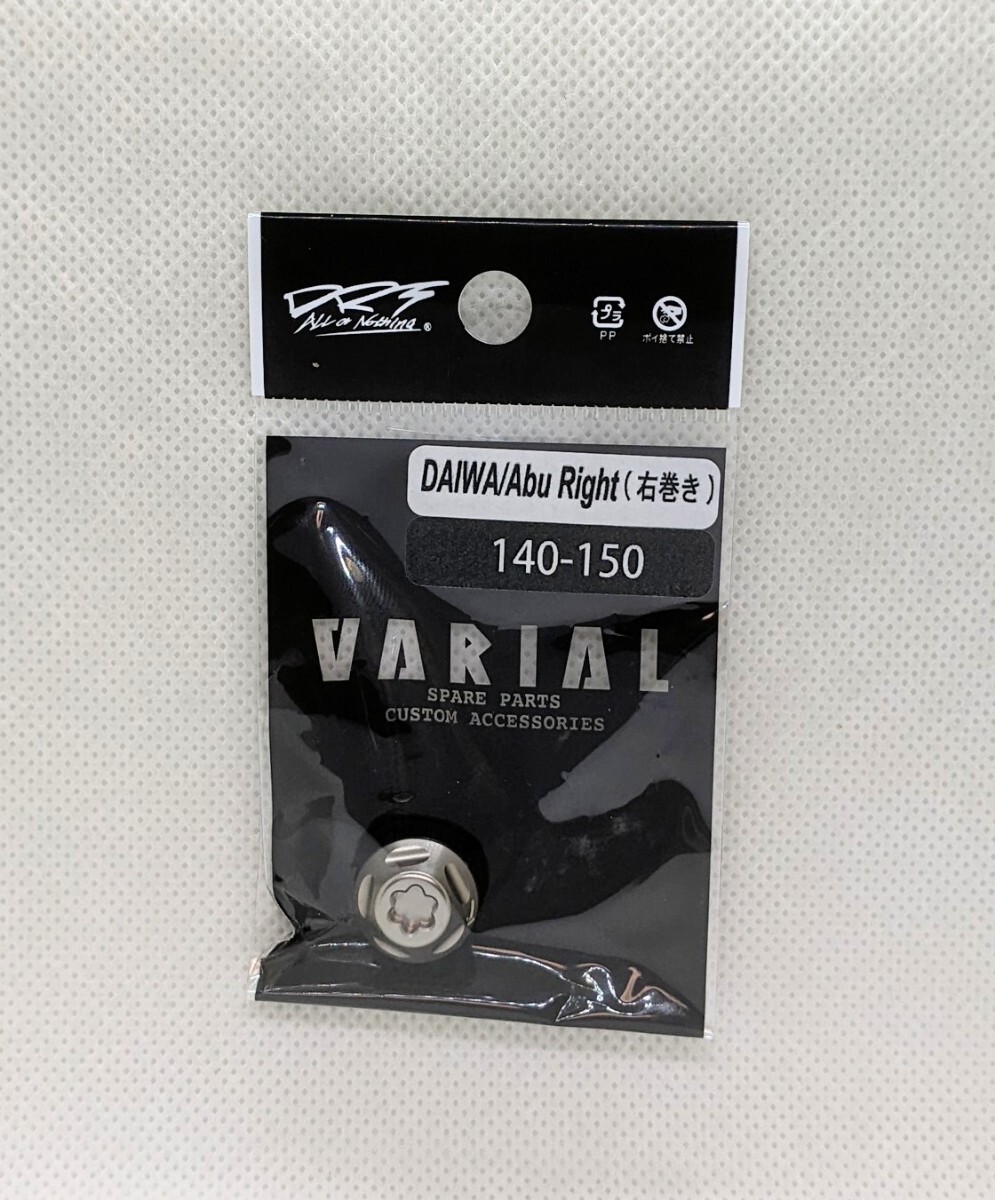 DRT
ALL or Nothing ®
プラ
PP
ポイ捨て禁止
DAIWA/Abu Right(右巻き)
140-150
VARIAL
SPARE PARTS
CUSTOM ACCESSORIES